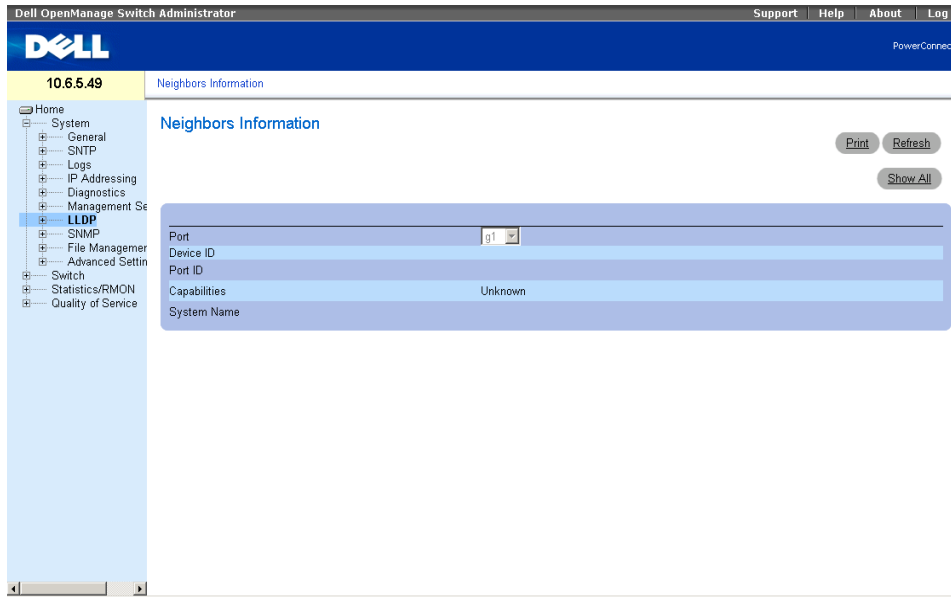 Dell OpenManage Switch Administrator
Support Help About Log
DELL
PowerConnec
10.6.5.49
Neighbors Information
Home
System
General
SNTP
Logs
IP Addressing
Diagnostics
Management Se
LLDP
SNMP
File Managemer
Advanced Settin
Switch
Statistics/RMON
Quality of Service
Neighbors Information
Print Refresh
Show All
Port g1
Device ID
Port ID
Capabilities Unknown
System Name